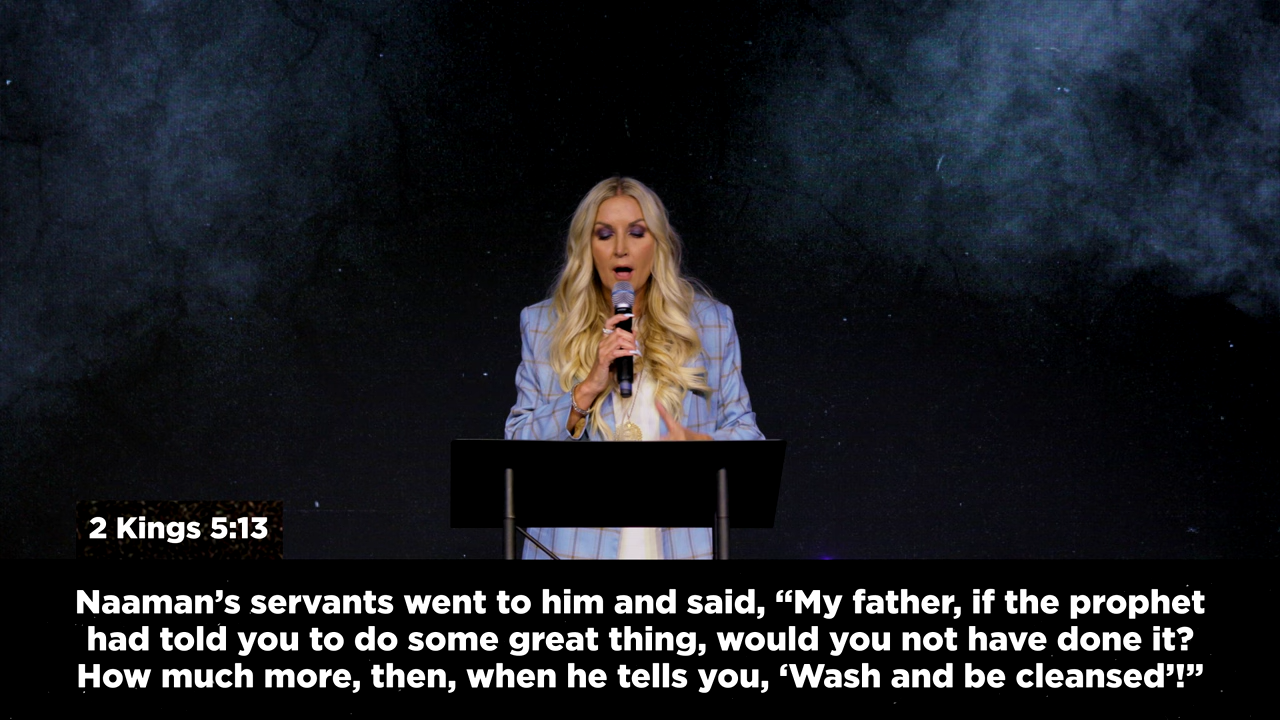 2 Kings 5:13
Naaman’s servants went to him and said, “My father, if the prophet
had told you to do some great thing, would you not have done it?
How much more, then, when he tells you, ‘Wash and be cleansed’!”